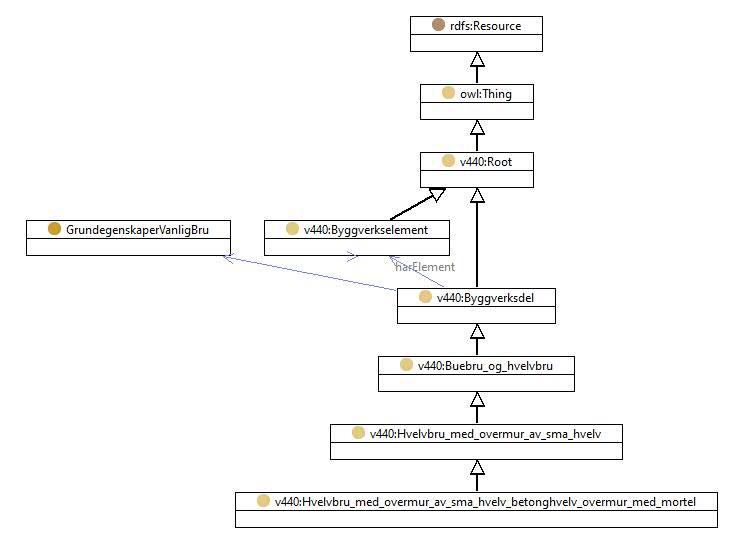 rdfs:Resource
owl:Thing
v440:Root
GrundegenskaperVanligBru
v440:Byggverkselement
harElement
v440:Byggverksdel
v440:Buebru_og_hvelvbru
v440:Hvelvbru_med_overmur_av_sma_hvelv
v440:Hvelvbru_med_overmur_av_sma_hvelv_betonghvelv_overmur_med_mortel